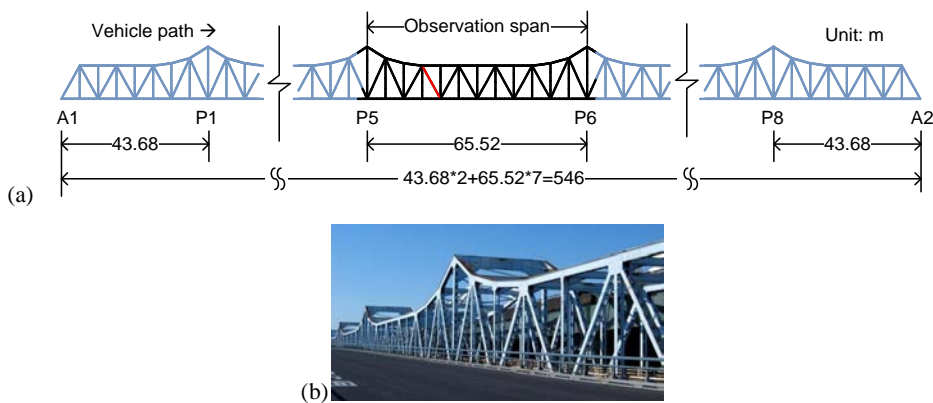 Vehicle path →
Observation span
Unit: m
A1
P1
P5
P6
P8
A2
43.68
65.52
43.68
43.68*2+65.52*7=546
(a)
(b)